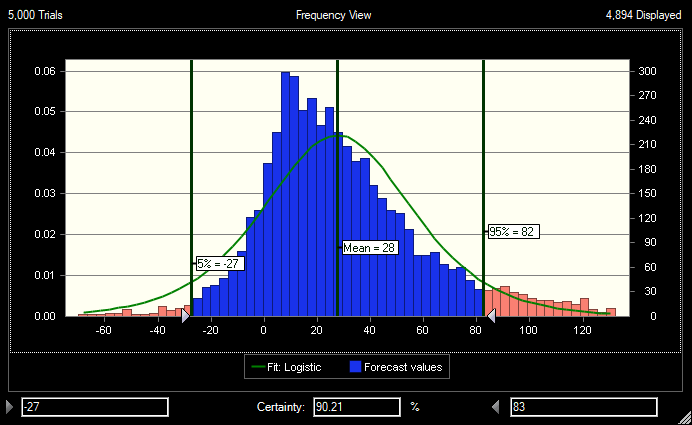 5,000 Trials Frequency View 4,894 Displayed
0.06 300
270
0.05 240
210
0.04 180
0.03 150
120
0.02 90
0.01 60
30
0.00 0
5% = -27
Mean = 28
95% = 82
-60 -40 -20 0 20 40 60 80 100 120
Fit: Logistic Forecast values
-27 Certainty: 90.21 % 83